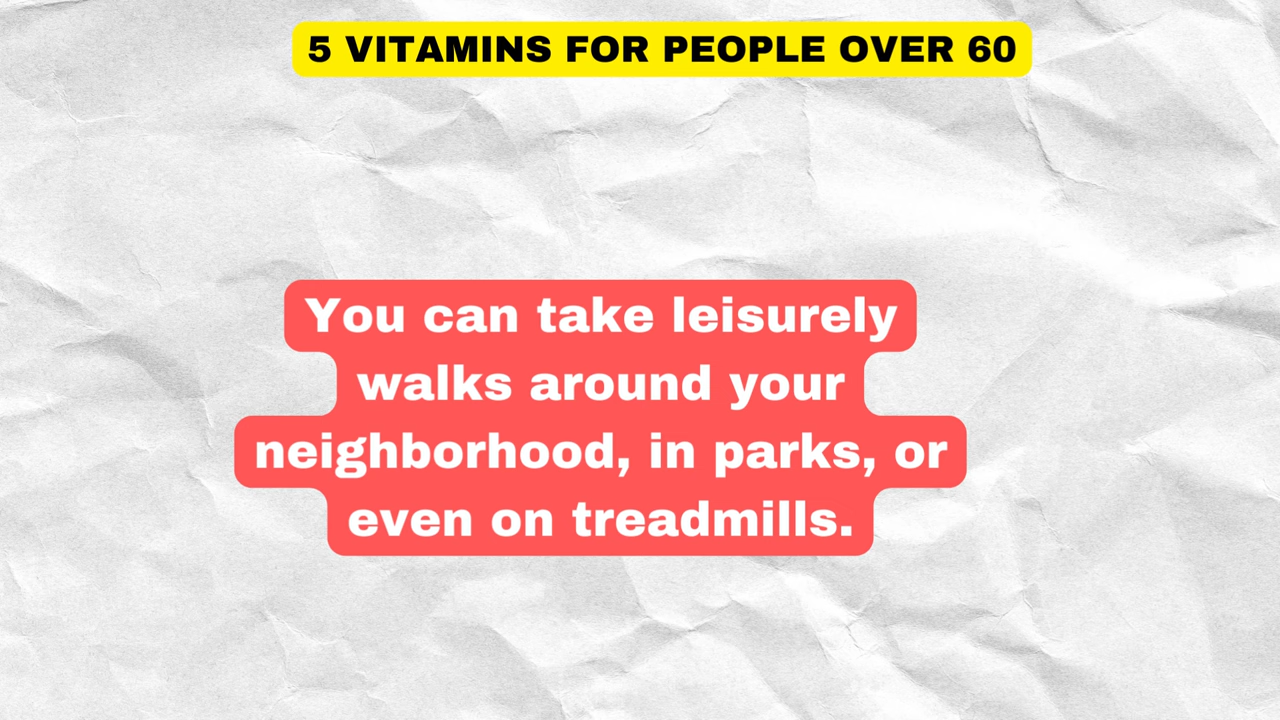 5 VITAMINS FOR PEOPLE OVER 60
You can take leisurely
walks around your
neighborhood, in parks, or
even on treadmills.